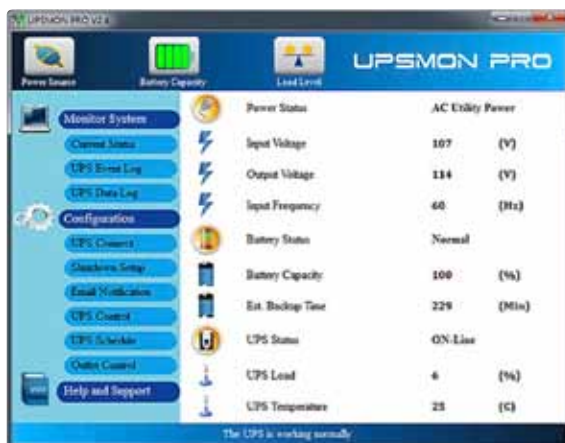 UPSMON PRO V2.4
UPSMON PRO
Power Source
Battery Capacity
Load Level
Monitor System
Current Status
UPS Event Log
UPS Data Log
Configuration
UPS Connect
Shutdown Setup
Email Notification
UPS Control
UPS Schedule
Outlet Control
Help and Support
Power Status AC Utility Power
Input Voltage 107 (V)
Output Voltage 114 (V)
Input Frequency 60 (Hz)
Battery Status Normal
Battery Capacity 100 (%)
Est. Backup Time 229 (Min)
UPS Status ON-Line
UPS Load 6 (%)
UPS Temperature 25 (C)
The UPS is working normally